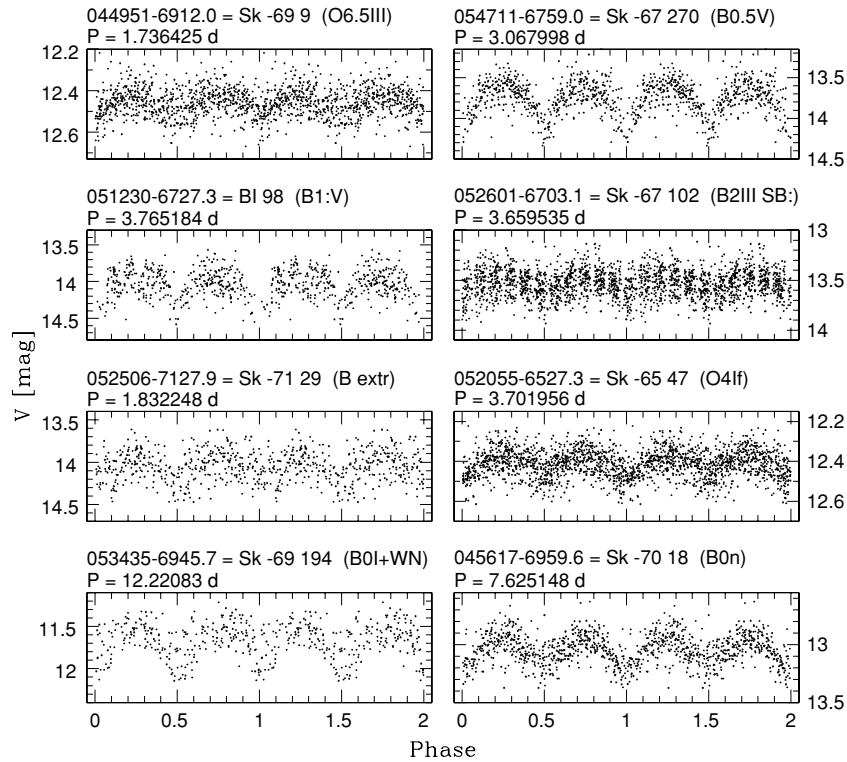 044951-6912.0 = Sk -69 9 (O6.5III)
P = 1.736425 d
12.2
12.4
12.6
054711-6759.0 = Sk -67 270 (B0.5V)
P = 3.067998 d
13.5
14
14.5
051230-6727.3 = BI 98 (B1:V)
P = 3.765184 d
13.5
14
14.5
052601-6703.1 = Sk -67 102 (B2III SB:)
P = 3.659535 d
13
13.5
14
V [mag]
052506-7127.9 = Sk -71 29 (B extr)
P = 1.832248 d
13.5
14
14.5
052055-6527.3 = Sk -65 47 (O4If)
P = 3.701956 d
12.2
12.4
12.6
053435-6945.7 = Sk -69 194 (B0I+WN)
P = 12.22083 d
11.5
12
0 0.5 1 1.5 2
045617-6959.6 = Sk -70 18 (B0n)
P = 7.625148 d
13
13.5
0 0.5 1 1.5 2
Phase